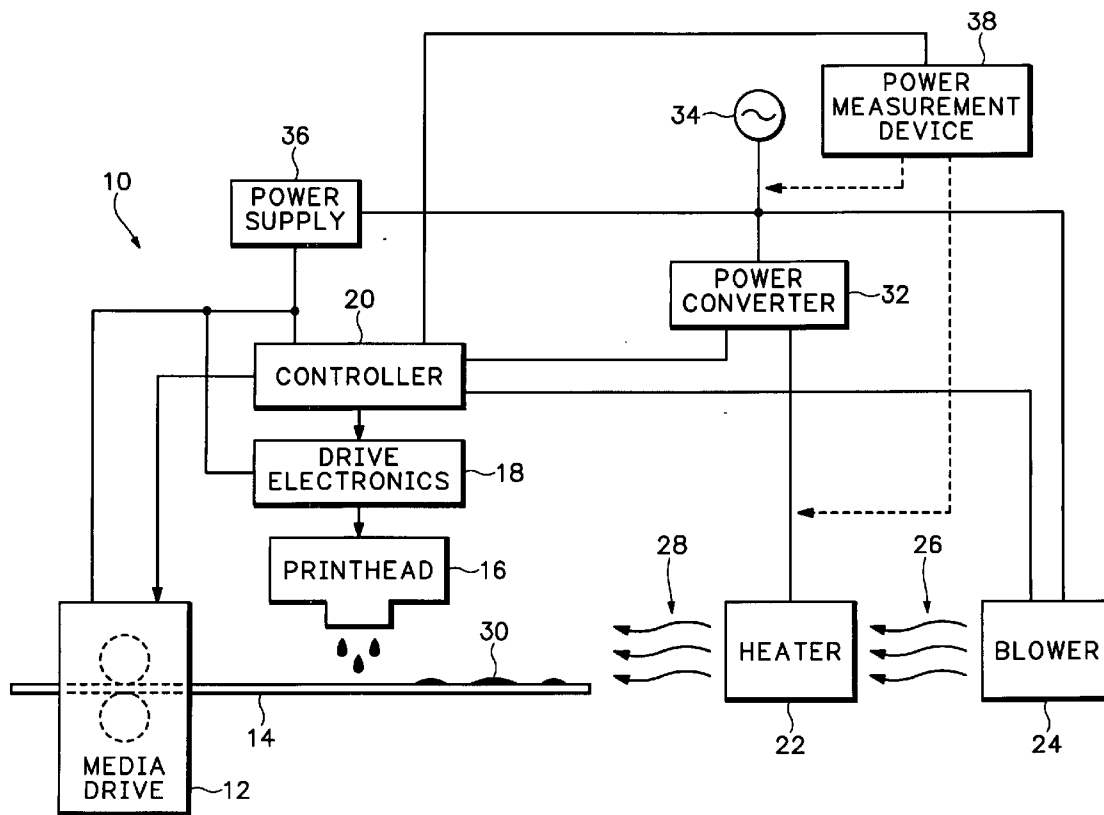 38
POWER
MEASUREMENT
DEVICE
34
36
POWER
SUPPLY
10
POWER
CONVERTER
32
20
CONTROLLER
DRIVE
ELECTRONICS
18
PRINTHEAD
16
28
26
30
HEATER
BLOWER
14
22
24
MEDIA
DRIVE
12